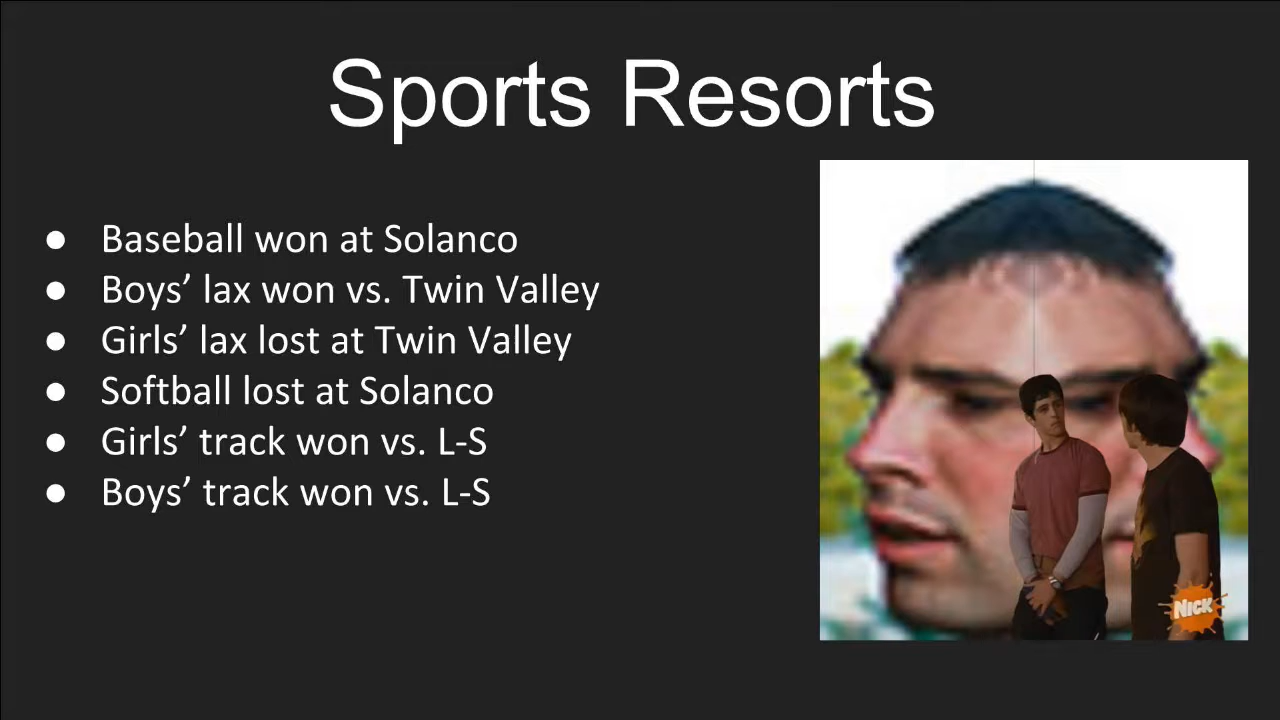 Sports Resorts
● Baseball won at Solanco
● Boys’ lax won vs. Twin Valley
● Girls’ lax lost at Twin Valley
● Softball lost at Solanco
● Girls’ track won vs. L-S
● Boys’ track won vs. L-S
NICK